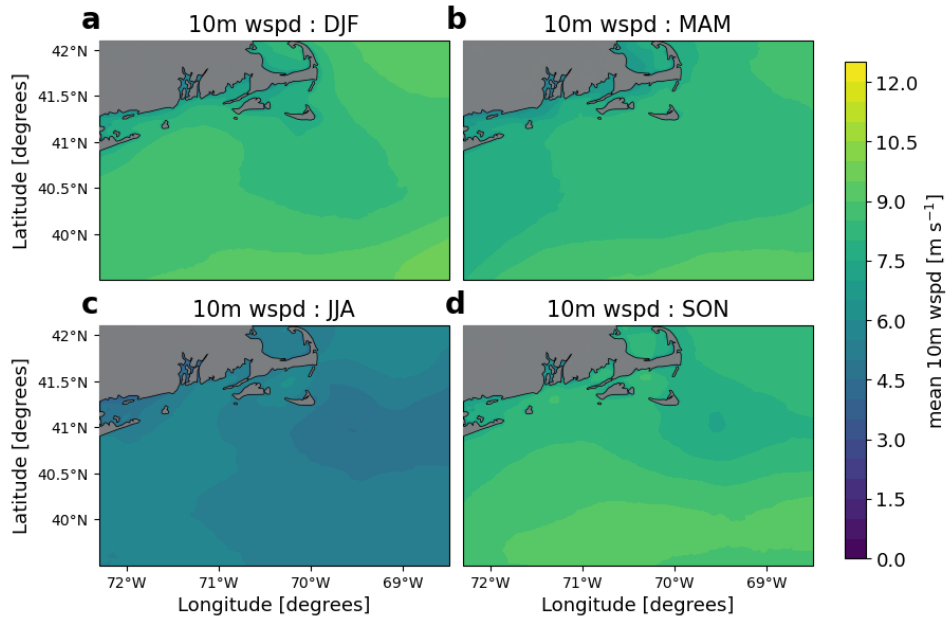 a
10m wspd : DJF
b
10m wspd : MAM
42°N
41.5°N
41°N
40.5°N
40°N
Latitude [degrees]
c
10m wspd : JJA
d
10m wspd : SON
42°N
41.5°N
41°N
40.5°N
40°N
Latitude [degrees]
72°W 71°W 70°W 69°W
Longitude [degrees]
72°W 71°W 70°W 69°W
Longitude [degrees]
12.0
10.5
9.0
7.5
6.0
4.5
3.0
1.5
0.0
mean 10m wspd [m s⁻¹]